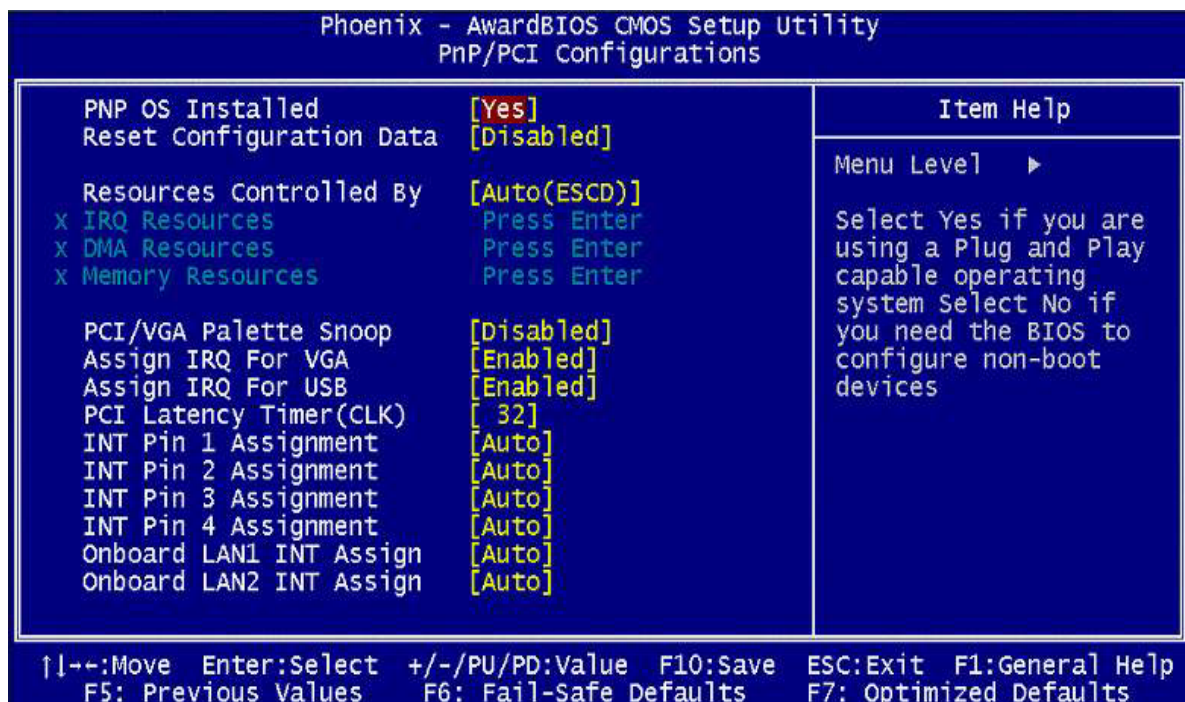 Phoenix - AwardBIOS CMOS Setup Utility
PnP/PCI Configurations
PNP OS Installed [Yes]
Reset Configuration Data [Disabled]
Resources Controlled By [Auto(ESCD)]
x IRQ Resources Press Enter
x DMA Resources Press Enter
x Memory Resources Press Enter
PCI/VGA Palette Snoop [Disabled]
Assign IRQ For VGA [Enabled]
Assign IRQ For USB [Enabled]
PCI Latency Timer(CLK) [ 32]
INT Pin 1 Assignment [Auto]
INT Pin 2 Assignment [Auto]
INT Pin 3 Assignment [Auto]
INT Pin 4 Assignment [Auto]
Onboard LAN1 INT Assign [Auto]
Onboard LAN2 INT Assign [Auto]
Item Help
Menu Level ▶
Select Yes if you are
using a Plug and Play
capable operating
system Select No if
you need the BIOS to
configure non-boot
devices
↑↓→←:Move Enter:Select +/-/PU/PD:Value F10:Save ESC:Exit F1:General Help
F5: Previous Values F6: Fail-Safe Defaults F7: Optimized Defaults